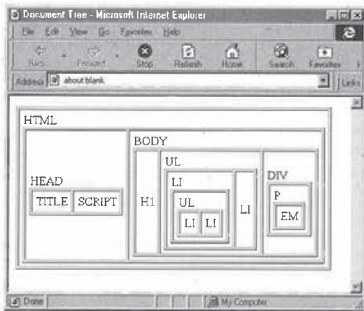 Document Tree - Microsoft Internet Explorer
File Edit View Go Favorites Help
Back Forward Stop Refresh Home Search Favorites
Address about:blank Links
HTML
BODY
UL
HEAD
LI
DIV
TITLE SCRIPT
H1
UL
LI
P
LI LI
EM
Done
My Computer